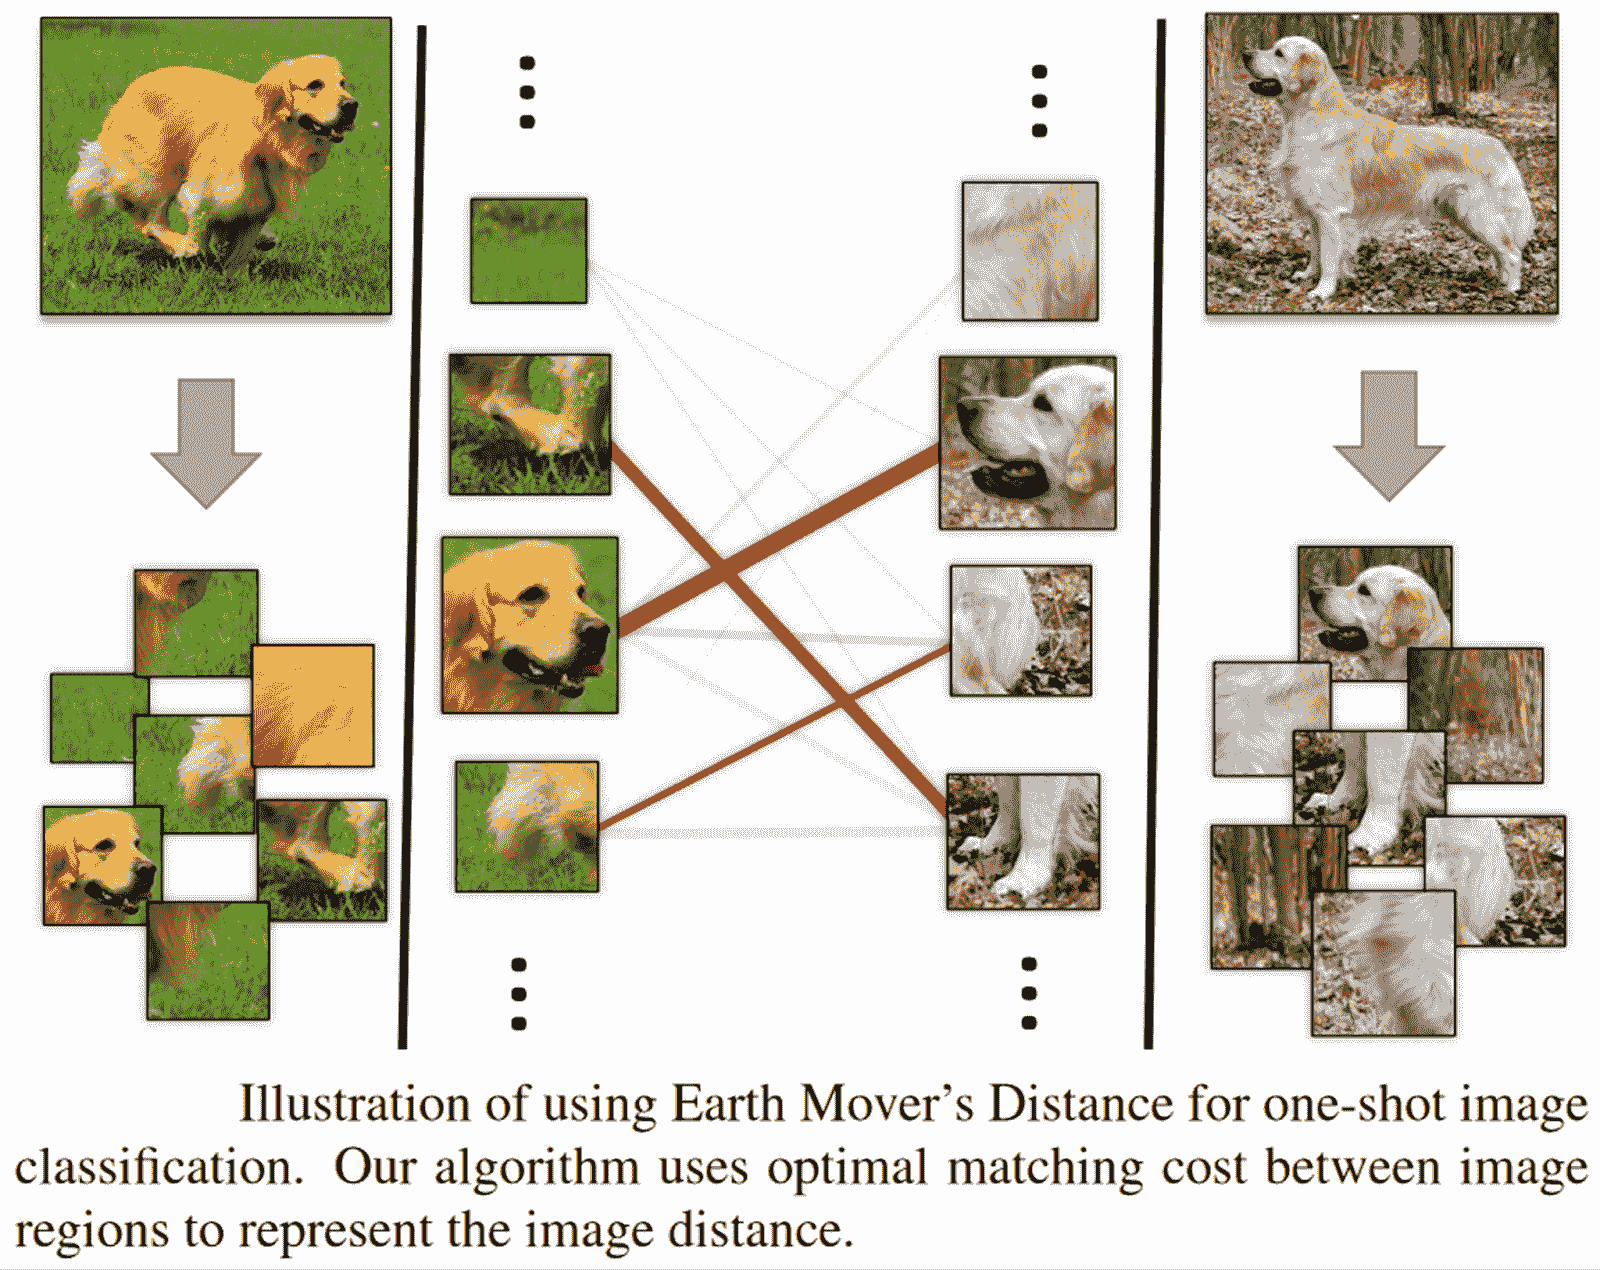 Illustration of using Earth Mover's Distance for one-shot image
classification. Our algorithm uses optimal matching cost between image
regions to represent the image distance.